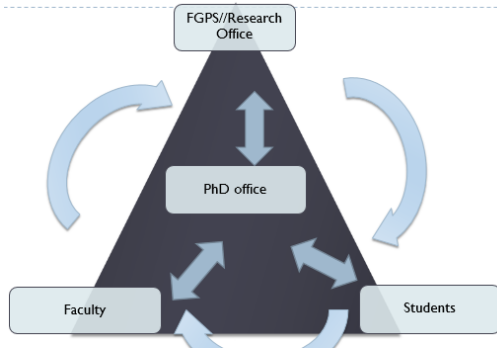 FGPS//Research
Office
PhD office
Faculty
Students